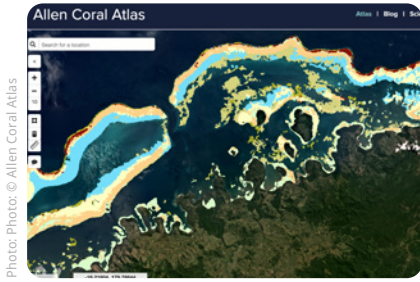 Allen Coral Atlas
Atlas | Blog | Sci
Search for a location
Photo: Photo: © Allen Coral Atlas